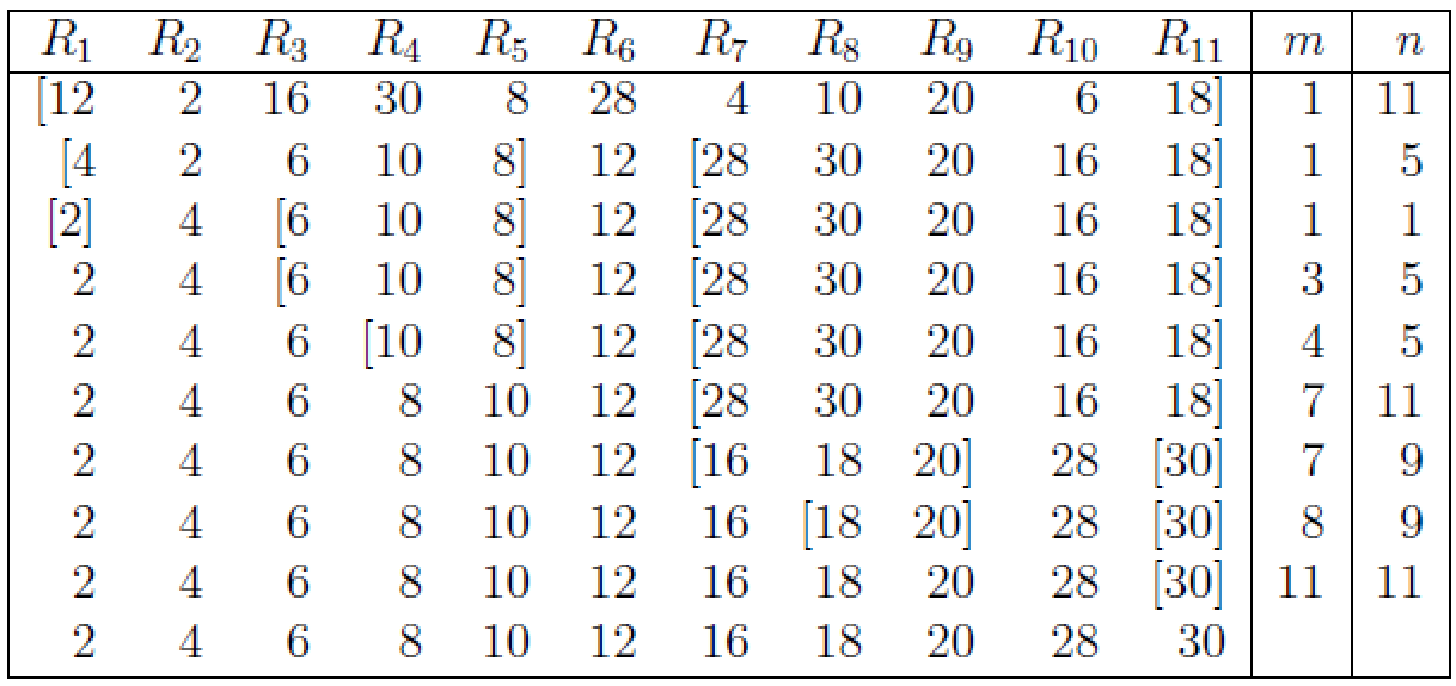 R₁ R₂ R₃ R₄ R₅ R₆ R₇ R₈ R₉ R₁₀ R₁₁ m n
[12 2 16 30 8 28 4 10 20 6 18] 1 11
[4 2 6 10 8] 12 [28 30 20 16 18] 1 5
[2] 4 [6 10 8] 12 [28 30 20 16 18] 1 1
2 4 [6 10 8] 12 [28 30 20 16 18] 3 5
2 4 6 [10 8] 12 [28 30 20 16 18] 4 5
2 4 6 8 10 12 [28 30 20 16 18] 7 11
2 4 6 8 10 12 [16 18 20] 28 [30] 7 9
2 4 6 8 10 12 16 [18 20] 28 [30] 8 9
2 4 6 8 10 12 16 18 20 28 [30] 11 11
2 4 6 8 10 12 16 18 20 28 30